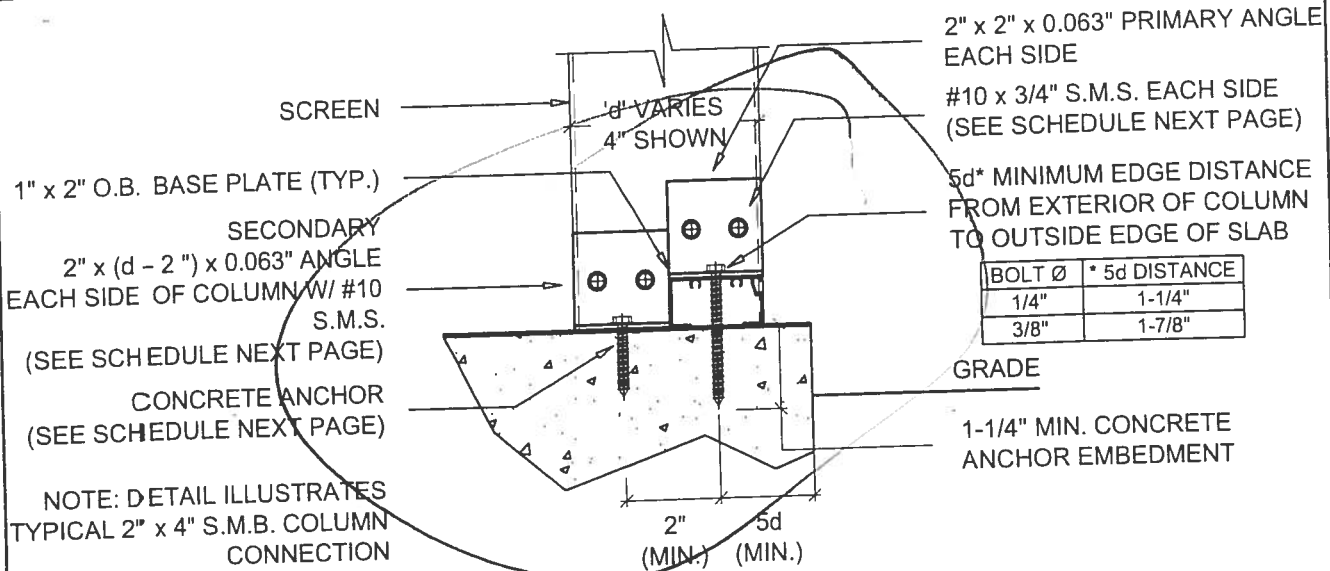 SCREEN
1" x 2" O.B. BASE PLATE (TYP.)
SECONDARY
2" x (d – 2 ") x 0.063" ANGLE
EACH SIDE OF COLUMN W/ #10
S.M.S.
(SEE SCHEDULE NEXT PAGE)
CONCRETE ANCHOR
(SEE SCHEDULE NEXT PAGE)
NOTE: DETAIL ILLUSTRATES
TYPICAL 2" x 4" S.M.B. COLUMN
CONNECTION
'd' VARIES
4" SHOWN
2"
(MIN.)
5d
(MIN.)
2" x 2" x 0.063" PRIMARY ANGLE
EACH SIDE
#10 x 3/4" S.M.S. EACH SIDE
(SEE SCHEDULE NEXT PAGE)
5d* MINIMUM EDGE DISTANCE
FROM EXTERIOR OF COLUMN
TO OUTSIDE EDGE OF SLAB
BOLT Ø * 5d DISTANCE
1/4" 1-1/4"
3/8" 1-7/8"
GRADE
1-1/4" MIN. CONCRETE
ANCHOR EMBEDMENT